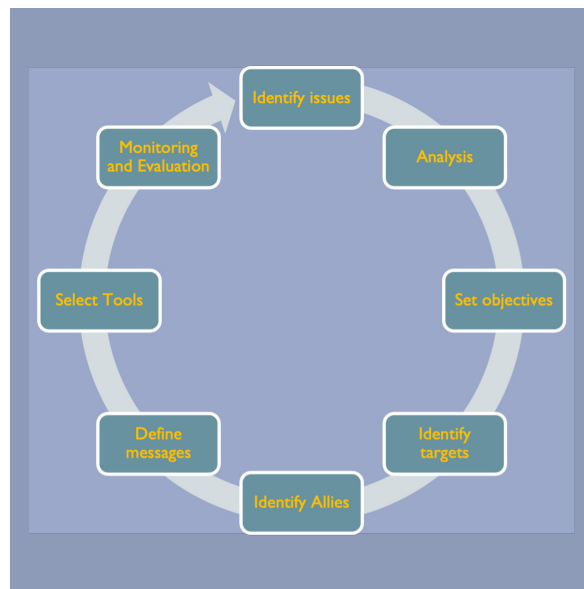 Identify issues
Analysis
Set objectives
Identify
targets
Identify Allies
Define
messages
Select Tools
Monitoring
and Evaluation